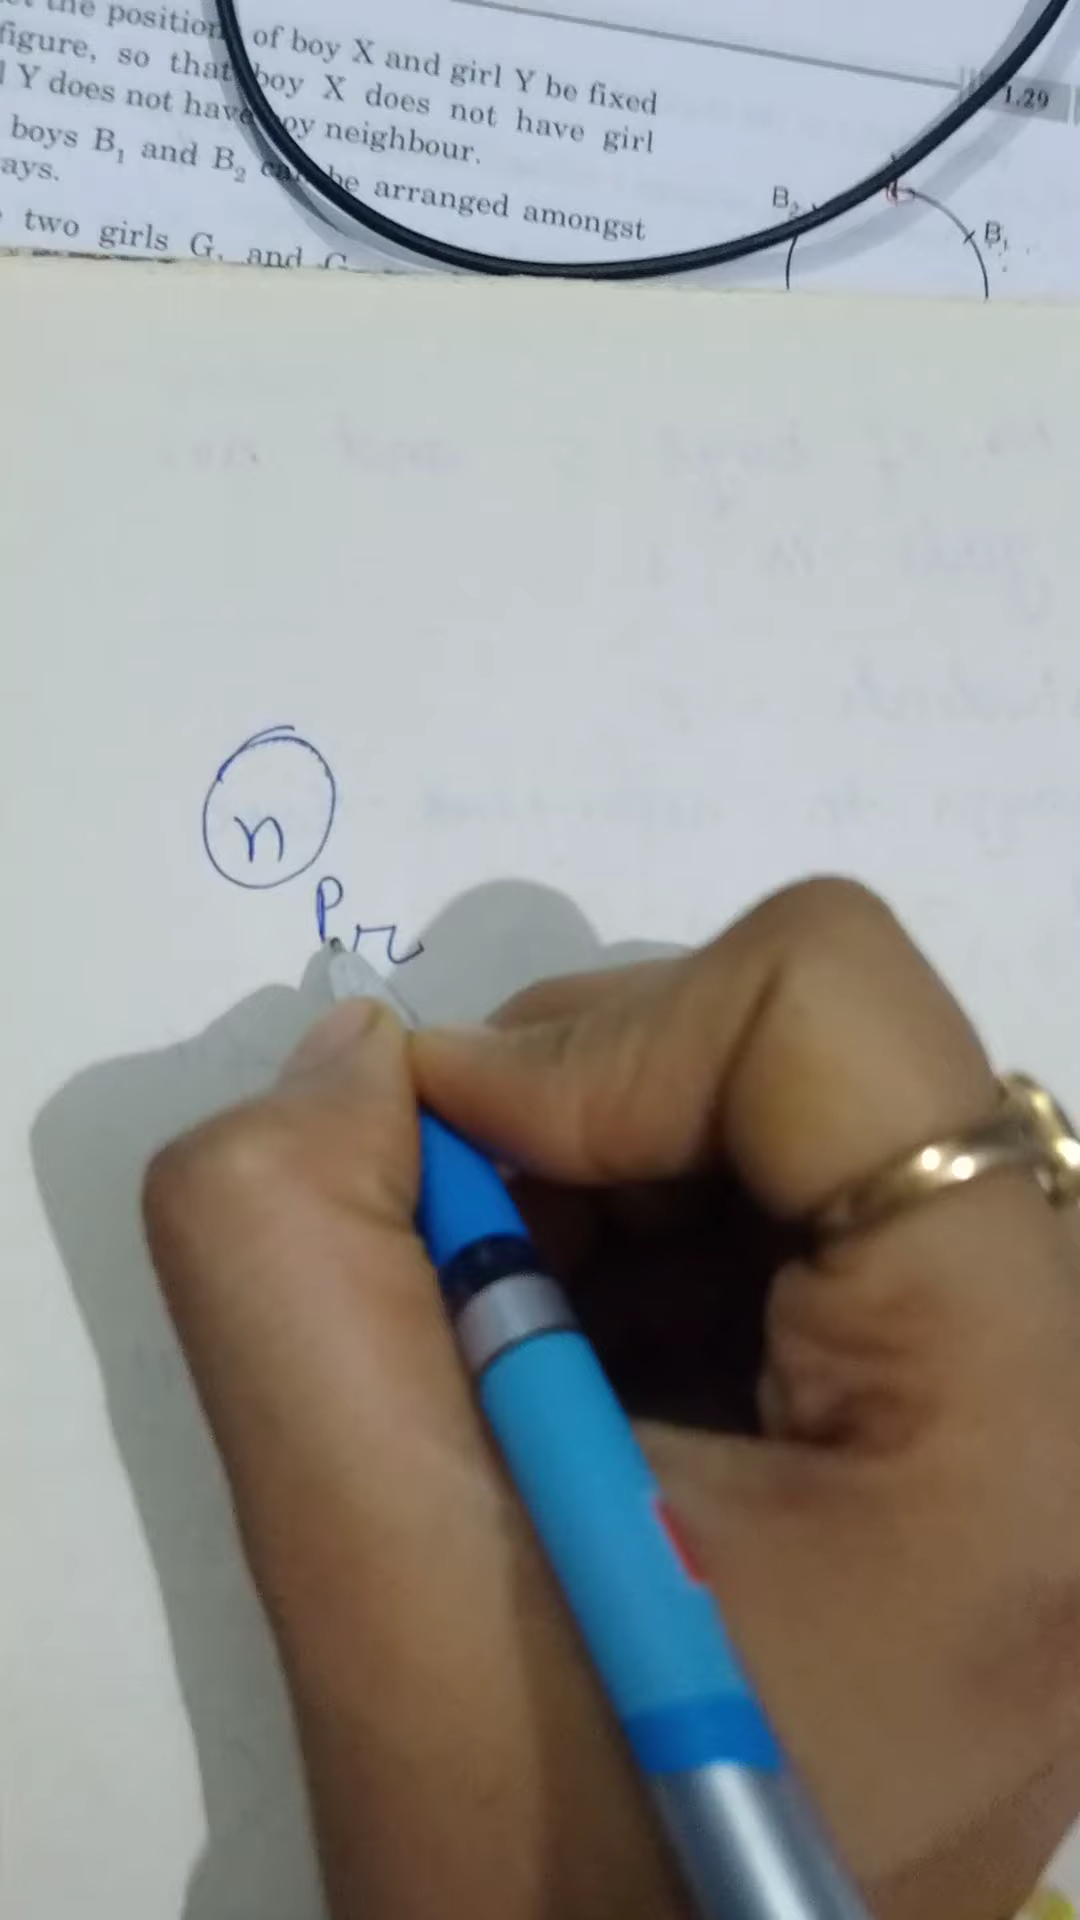 the position of boy X and girl Y be fixed
figure, so that boy X does not have girl
Y does not have boy neighbour.
boys B₁ and B₂ can be arranged amongst
ays.
two girls G₁ and G
1.29
B₂
B₁
n
P r